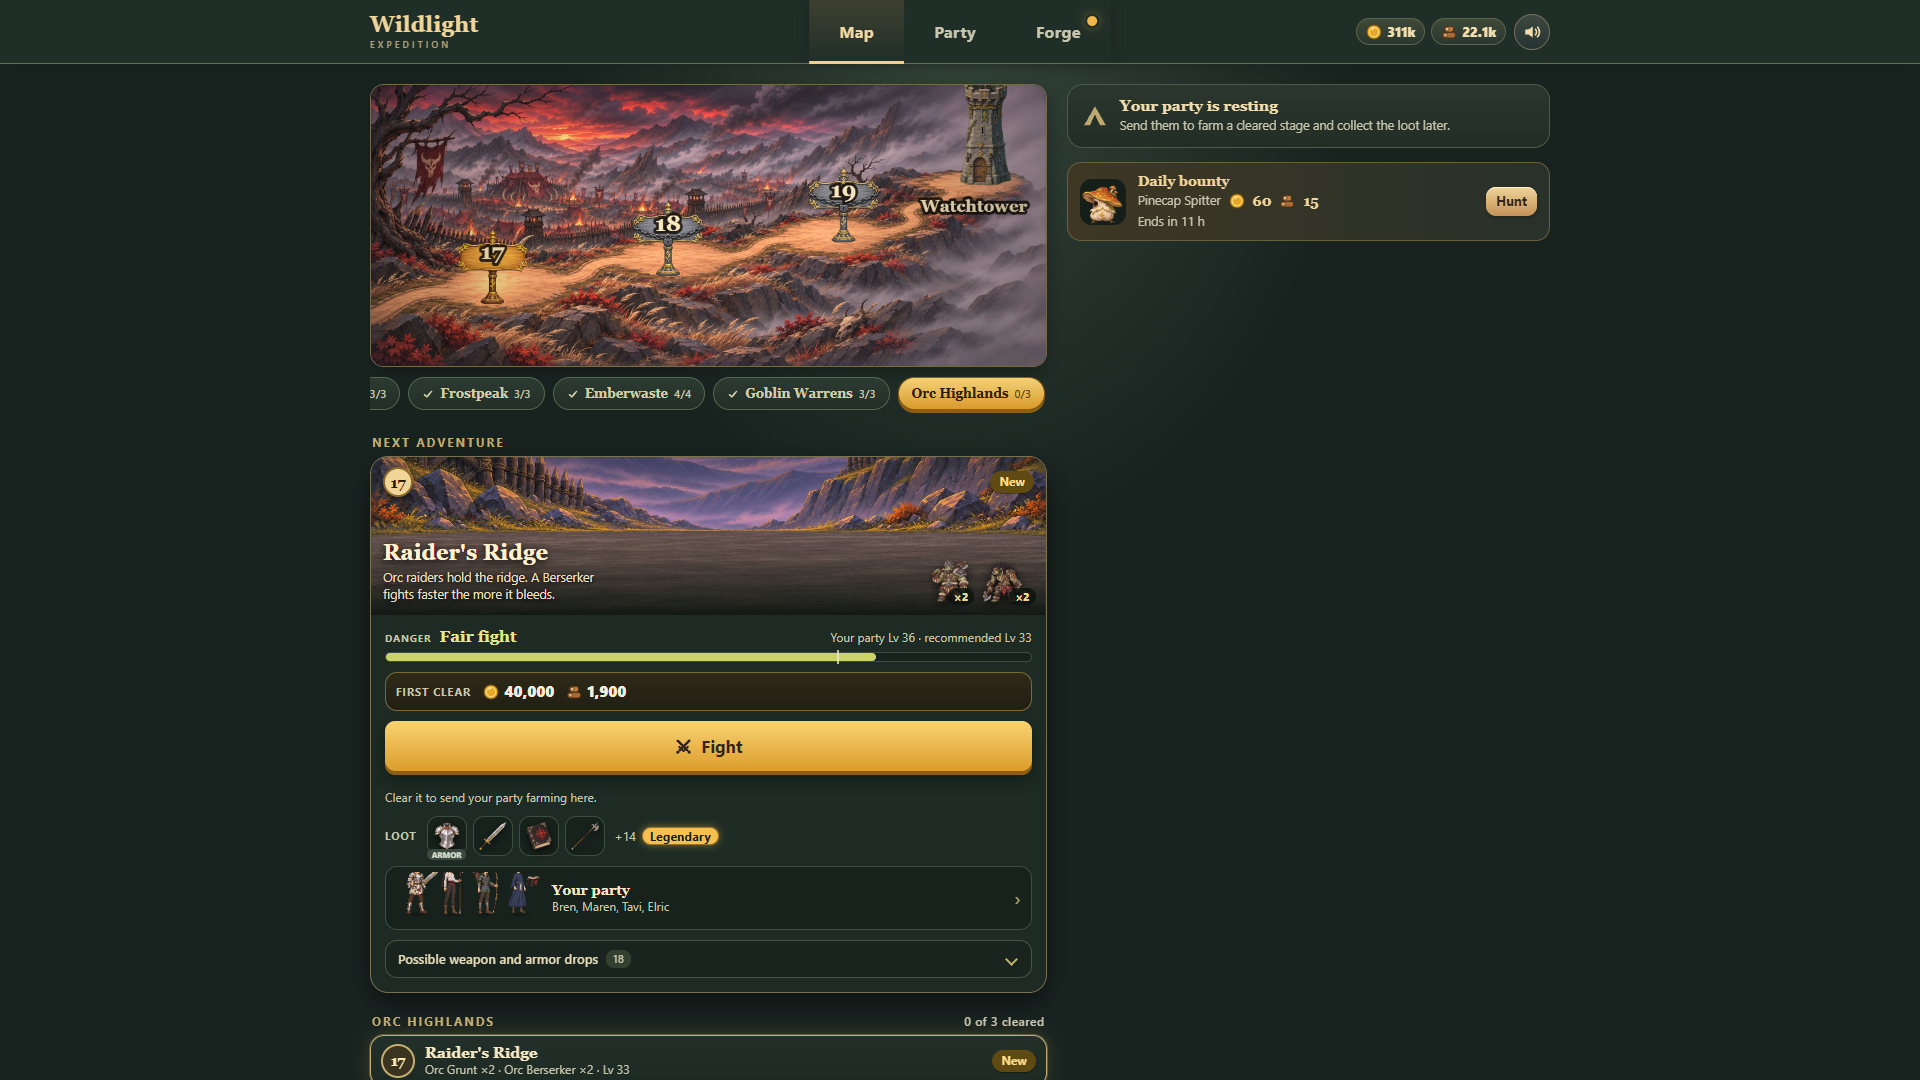 Wildlight
EXPEDITION
Map
Party
Forge
311k
22.1k
17
18
19
Watchtower
3/3
Frostpeak 3/3
Emberwaste 4/4
Goblin Warrens 3/3
Orc Highlands 0/3
NEXT ADVENTURE
17
New
Raider's Ridge
Orc raiders hold the ridge. A Berserker
fights faster the more it bleeds.
×2
×2
DANGER Fair fight
Your party Lv 36 · recommended Lv 33
FIRST CLEAR 40,000 1,900
Fight
Clear it to send your party farming here.
LOOT
ARMOR
+14 Legendary
Your party
Bren, Maren, Tavi, Elric
Possible weapon and armor drops 18
ORC HIGHLANDS
0 of 3 cleared
17
Raider's Ridge
Orc Grunt ×2 · Orc Berserker ×2 · Lv 33
New
Your party is resting
Send them to farm a cleared stage and collect the loot later.
Daily bounty
Pinecap Spitter 60 15
Ends in 11 h
Hunt